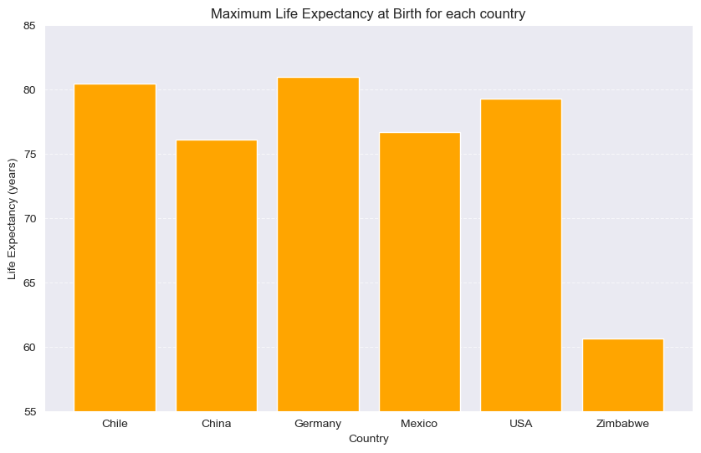 Maximum Life Expectancy at Birth for each country
Life Expectancy (years)
85
80
75
70
65
60
55
Chile China Germany Mexico USA Zimbabwe
Country